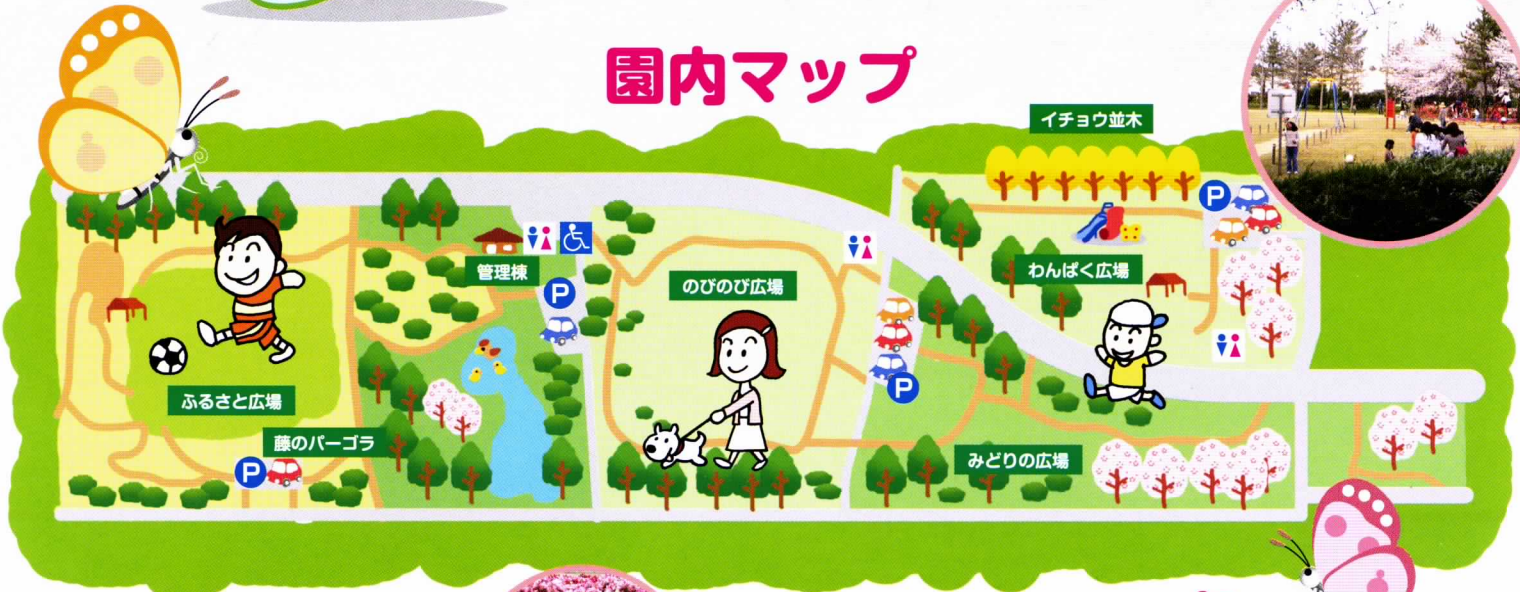 園内マップ
イチョウ並木
P
管理棟
わんぱく広場
のびのび広場
P
P
ふるさと広場
藤のパーゴラ
P
みどりの広場